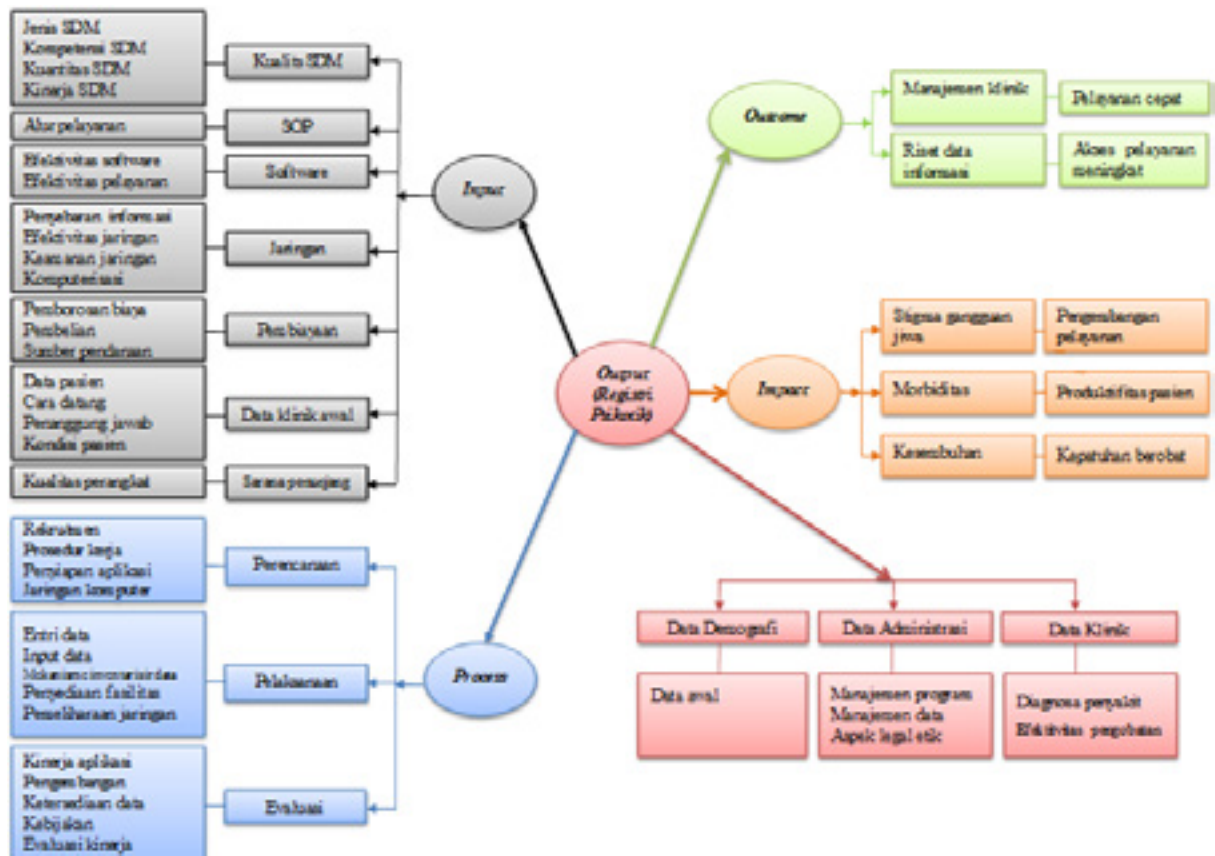 Jenis SDM
Kompetensi SDM
Kuantitas SDM
Kinerja SDM
Kualita SDM
Alur pelayanan
SOP
Efektivitas software
Efektivitas pelayanan
Software
Penyebaran informasi
Efektivitas jaringan
Keamanan jaringan
Komputerisasi
Jaringan
Pemborosan biaya
Pembelian
Sumber pendanaan
Pembiayaan
Data pasien
Cara datang
Penanggung jawab
Kondisi pasien
Data klinik awal
Kualitas perangkat
Sarana penunjang
Input
Rekrutmen
Prosedur kerja
Penyiapan aplikasi
Jaringan komputer
Perencanaan
Entri data
Input data
Penyediaan fasilitas
Pemeliharaan jaringan
Pelaksanaan
Kinerja aplikasi
Pengembangan
Ketersediaan data
Kebijakan
Evaluasi kinerja
Evaluasi
Process
Output
(Registri
Psikotik)
Outcome
Manajemen klinik
Pelayanan cepat
Riset data
informasi
Akses pelayanan
meningkat
Impact
Stigma gangguan
jiwa
Pengembangan
pelayanan
Morbiditas
Produktifitas pasien
Kesembuhan
Kepatuhan berobat
Data Demografi
Data Administrasi
Data Klinik
Data awal
Manajemen program
Manajemen data
Aspek legal etik
Diagnosa penyakit
Efektivitas pengobatan